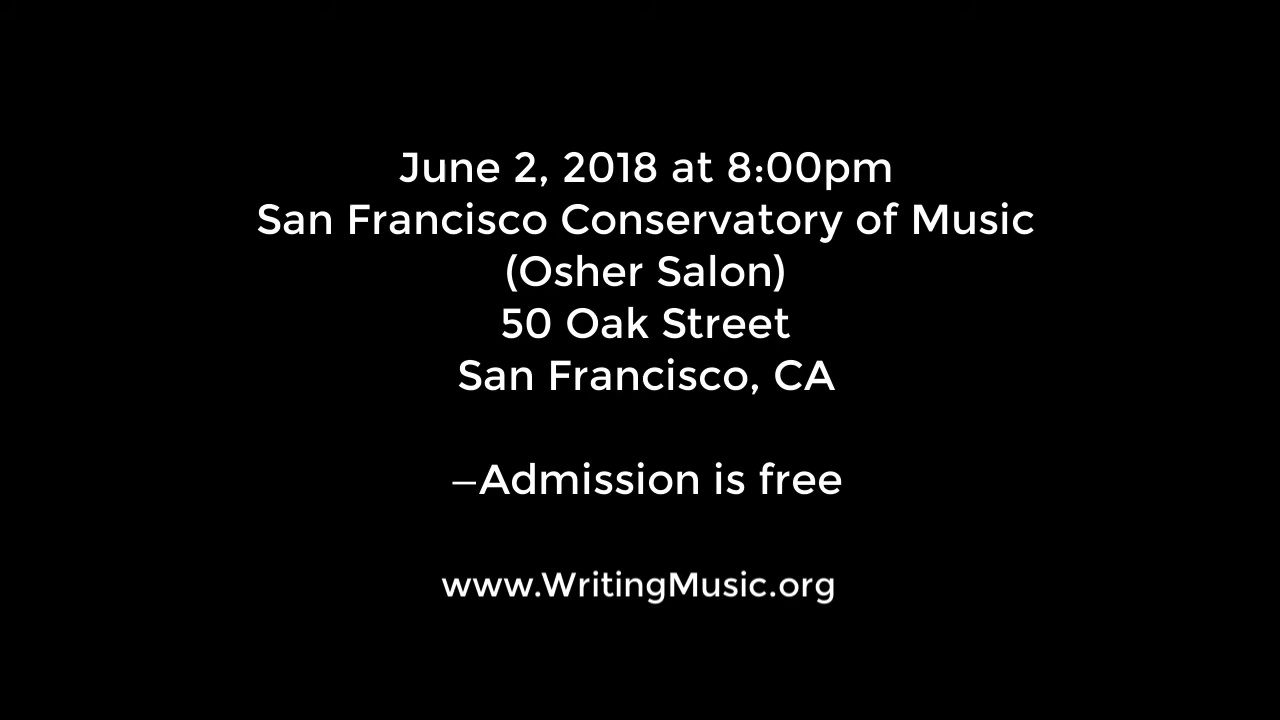 June 2, 2018 at 8:00pm
San Francisco Conservatory of Music
(Osher Salon)
50 Oak Street
San Francisco, CA
—Admission is free
www.WritingMusic.org